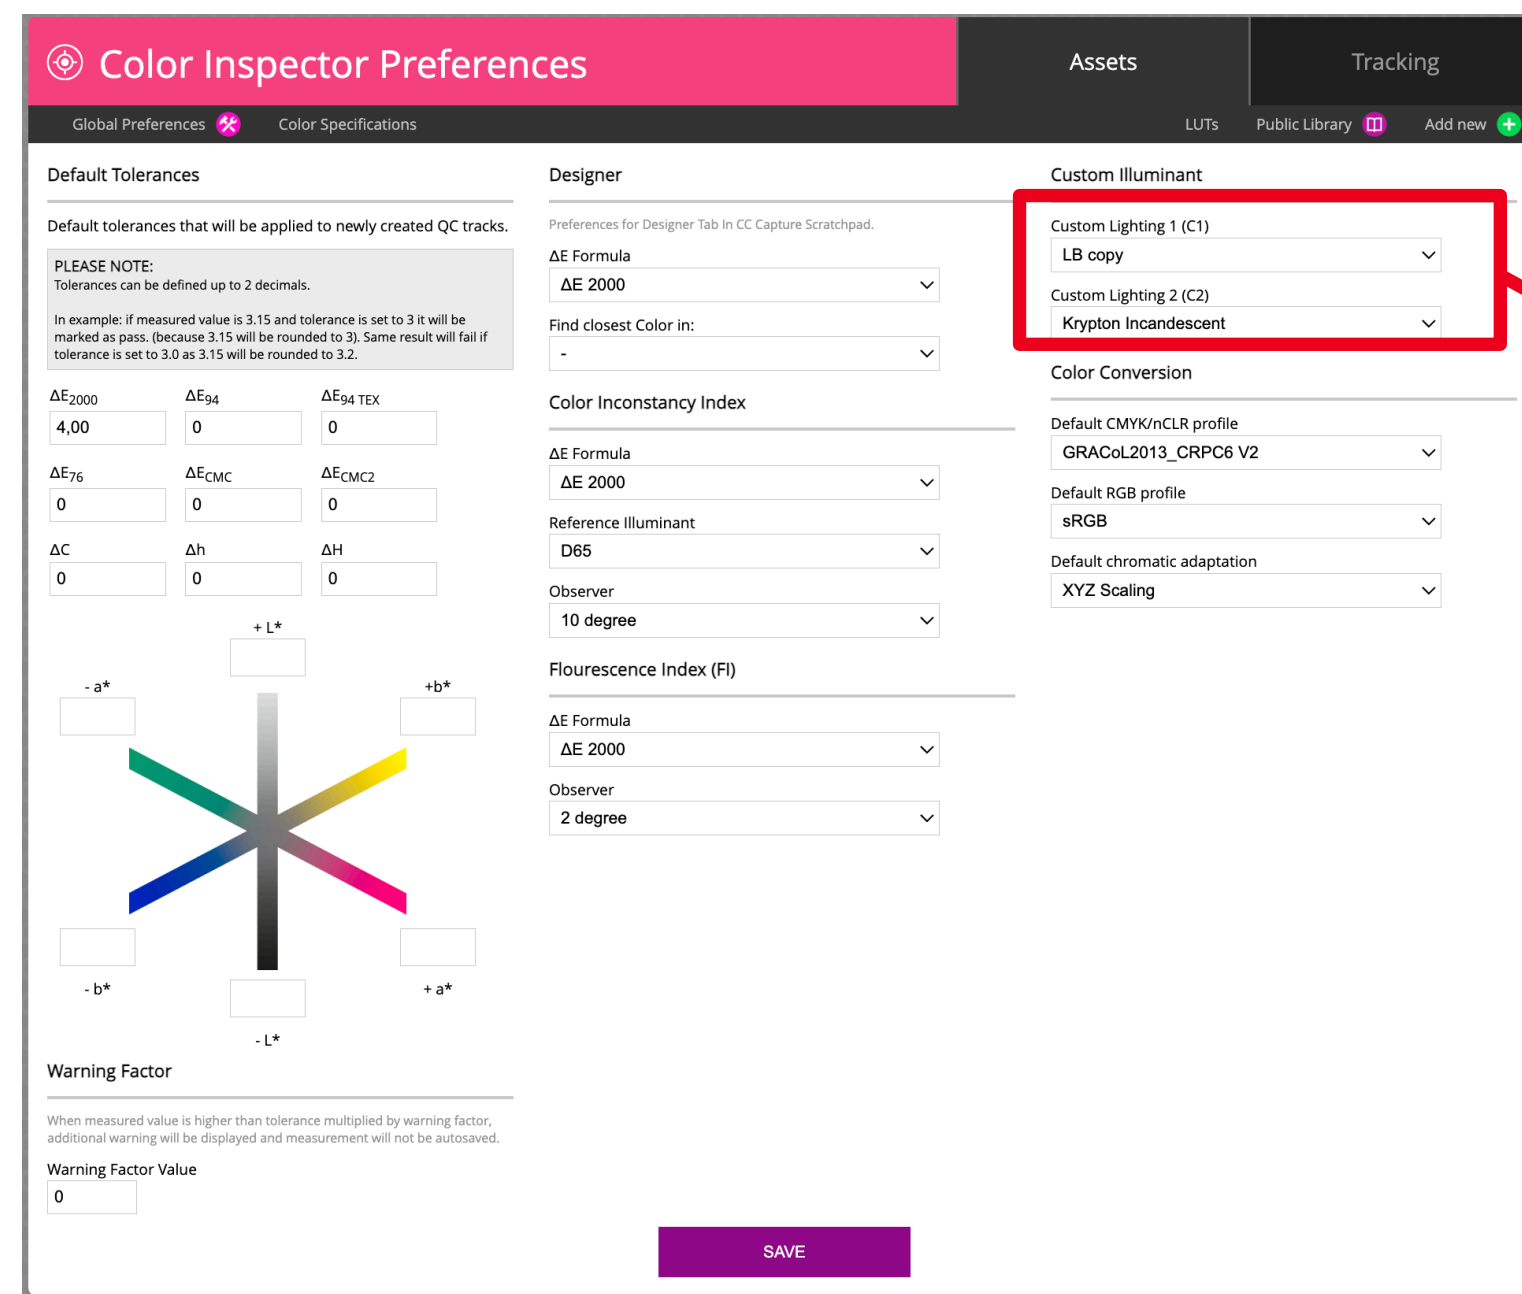 Color Inspector Preferences
Assets
Tracking
Global Preferences
Color Specifications
LUTs
Public Library
Add new
Default Tolerances
Default tolerances that will be applied to newly created QC tracks.
PLEASE NOTE:
Tolerances can be defined up to 2 decimals.
In example: if measured value is 3.15 and tolerance is set to 3 it will be
marked as pass. (because 3.15 will be rounded to 3). Same result will fail if
tolerance is set to 3.0 as 3.15 will be rounded to 3.2.
ΔE2000 ΔE94 ΔE94 TEX
4,00 0 0
ΔE76 ΔECMC ΔECMC2
0 0 0
ΔC Δh ΔH
0 0 0
+ L*
- a*
+b*
- b*
+ a*
- L*
Warning Factor
When measured value is higher than tolerance multiplied by warning factor,
additional warning will be displayed and measurement will not be autosaved.
Warning Factor Value
0
Designer
Preferences for Designer Tab In CC Capture Scratchpad.
ΔE Formula
ΔE 2000
Find closest Color in:
-
Color Inconstancy Index
ΔE Formula
ΔE 2000
Reference Illuminant
D65
Observer
10 degree
Flourescence Index (FI)
ΔE Formula
ΔE 2000
Observer
2 degree
Custom Illuminant
Custom Lighting 1 (C1)
LB copy
Custom Lighting 2 (C2)
Krypton Incandescent
Color Conversion
Default CMYK/nCLR profile
GRACoL2013_CRPC6 V2
Default RGB profile
sRGB
Default chromatic adaptation
XYZ Scaling
SAVE